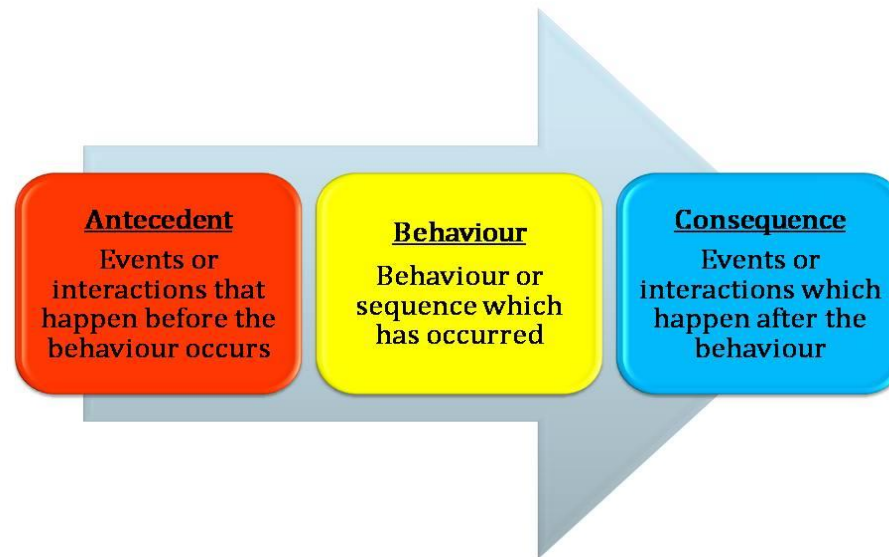 Antecedent
Events or
interactions that
happen before the
behaviour occurs
Behaviour
Behaviour or
sequence which
has occurred
Consequence
Events or
interactions which
happen after the
behaviour